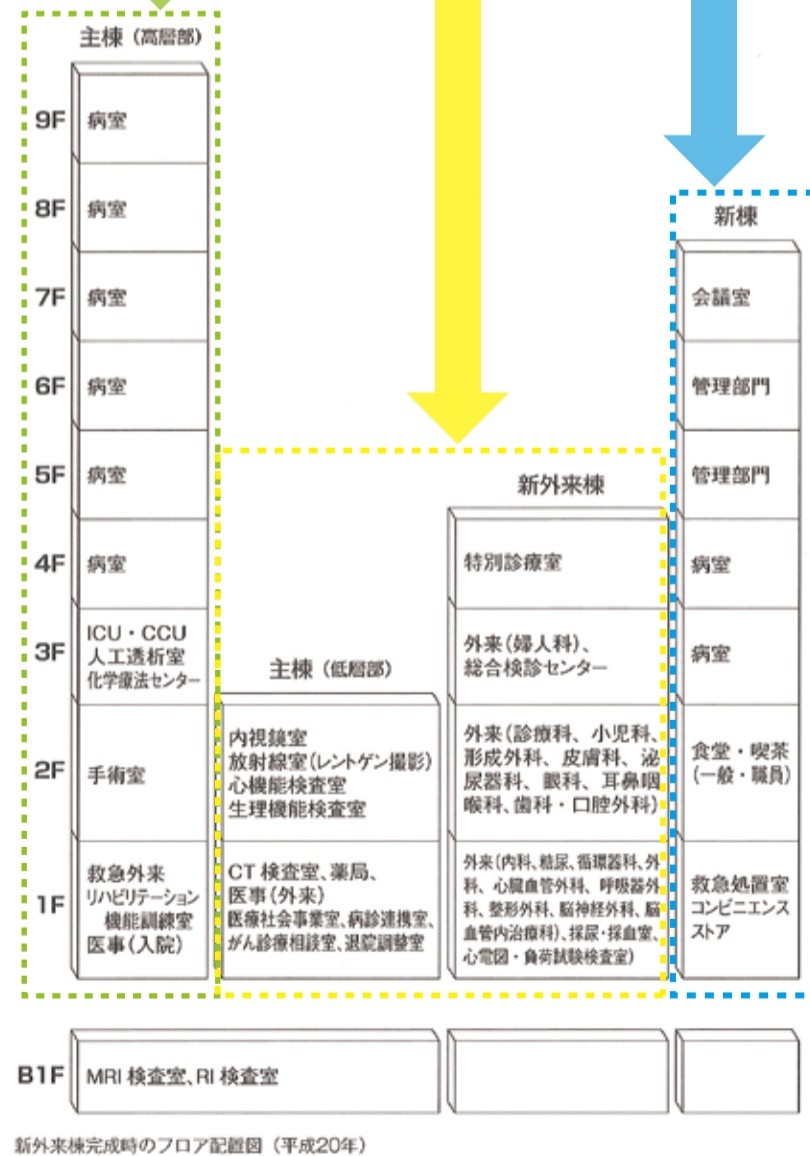 主棟（高層部）
9F
病室
8F
病室
7F
病室
6F
病室
5F
病室
4F
病室
3F
ICU・CCU
人工透析室
化学療法センター
2F
手術室
1F
救急外来
リハビリテーション
機能訓練室
医事（入院）
主棟（低層部）
内視鏡室
放射線室（レントゲン撮影）
心機能検査室
生理機能検査室
CT 検査室、薬局、
医事（外来）
医療社会事業室、病診連携室、
がん診療相談室、退院調整室
新外来棟
特別診療室
外来（婦人科）、
総合検診センター
外来（診療科、小児科、
形成外科、皮膚科、泌
尿器科、眼科、耳鼻咽
喉科、歯科・口腔外科）
外来（内科、糖尿、循環器科、外
科、心臓血管外科、呼吸器外
科、整形外科、脳神経外科、脳
血管内治療科）、採尿・採血室、
心電図・負荷試験検査室）
新棟
会議室
管理部門
管理部門
病室
病室
食堂・喫茶
（一般・職員）
救急処置室
コンビニエンス
ストア
B1F
MRI 検査室、RI 検査室
新外来棟完成時のフロア配置図（平成20年）